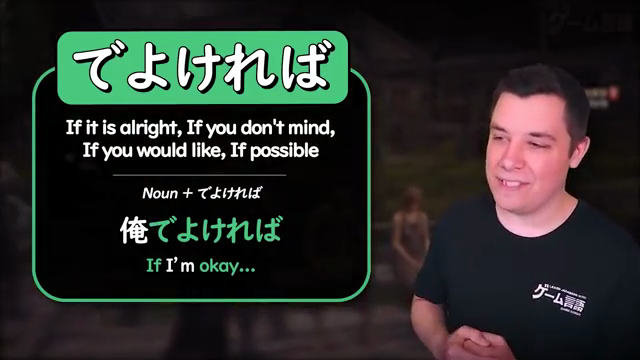 でよければ
If it is alright, If you don't mind,
If you would like, If possible
Noun + でよければ
俺でよければ
If I'm okay...
ゲーム言語